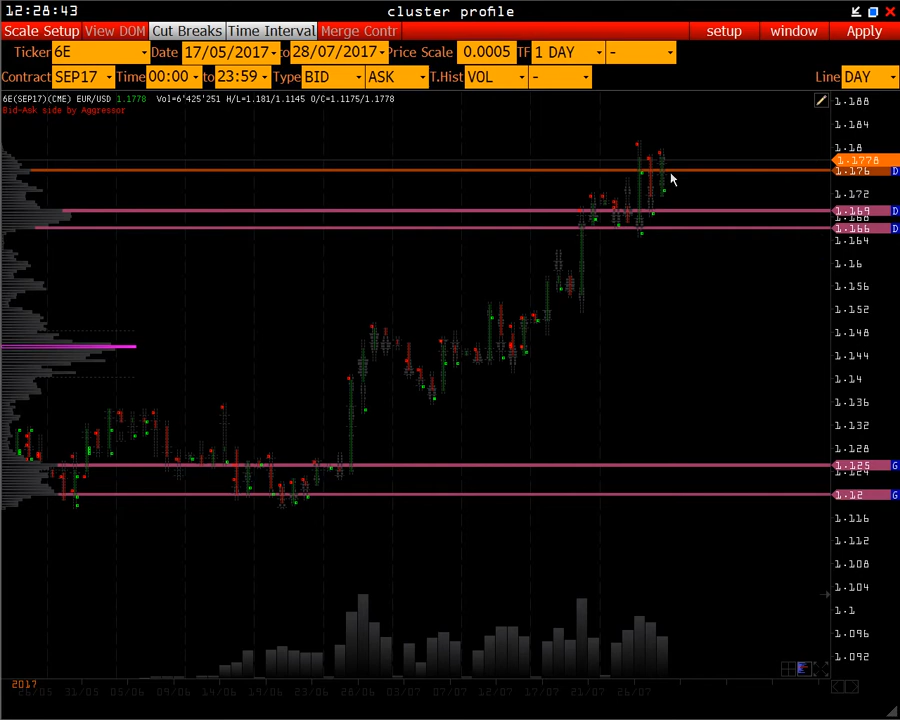 12:28:43 cluster profile
Scale Setup View DOM Cut Breaks Time Interval Merge Contr setup window Apply
Ticker 6E Date 17/05/2017 to 28/07/2017 Price Scale 0.0005 TF 1 DAY -
Contract SEP17 Time 00:00 to 23:59 Type BID ASK T.Hist VOL - Line DAY
6E(SEP17)(CME) EUR/USD 1.1778 Vol=6'425'251 H/L=1.181/1.1145 O/C=1.1175/1.1778
Bid-Ask side by Aggressor
1.188
1.184
1.18
1.1778
1.176 D
1.172
1.169 D
1.166 D
1.164
1.16
1.156
1.152
1.148
1.144
1.14
1.136
1.132
1.128
1.125 G
1.124
1.12 G
1.116
1.112
1.108
1.104
1.1
1.096
1.092
2017
26/05 31/05 05/06 09/06 14/06 19/06 23/06 28/06 03/07 07/07 12/07 17/07 21/07 26/07